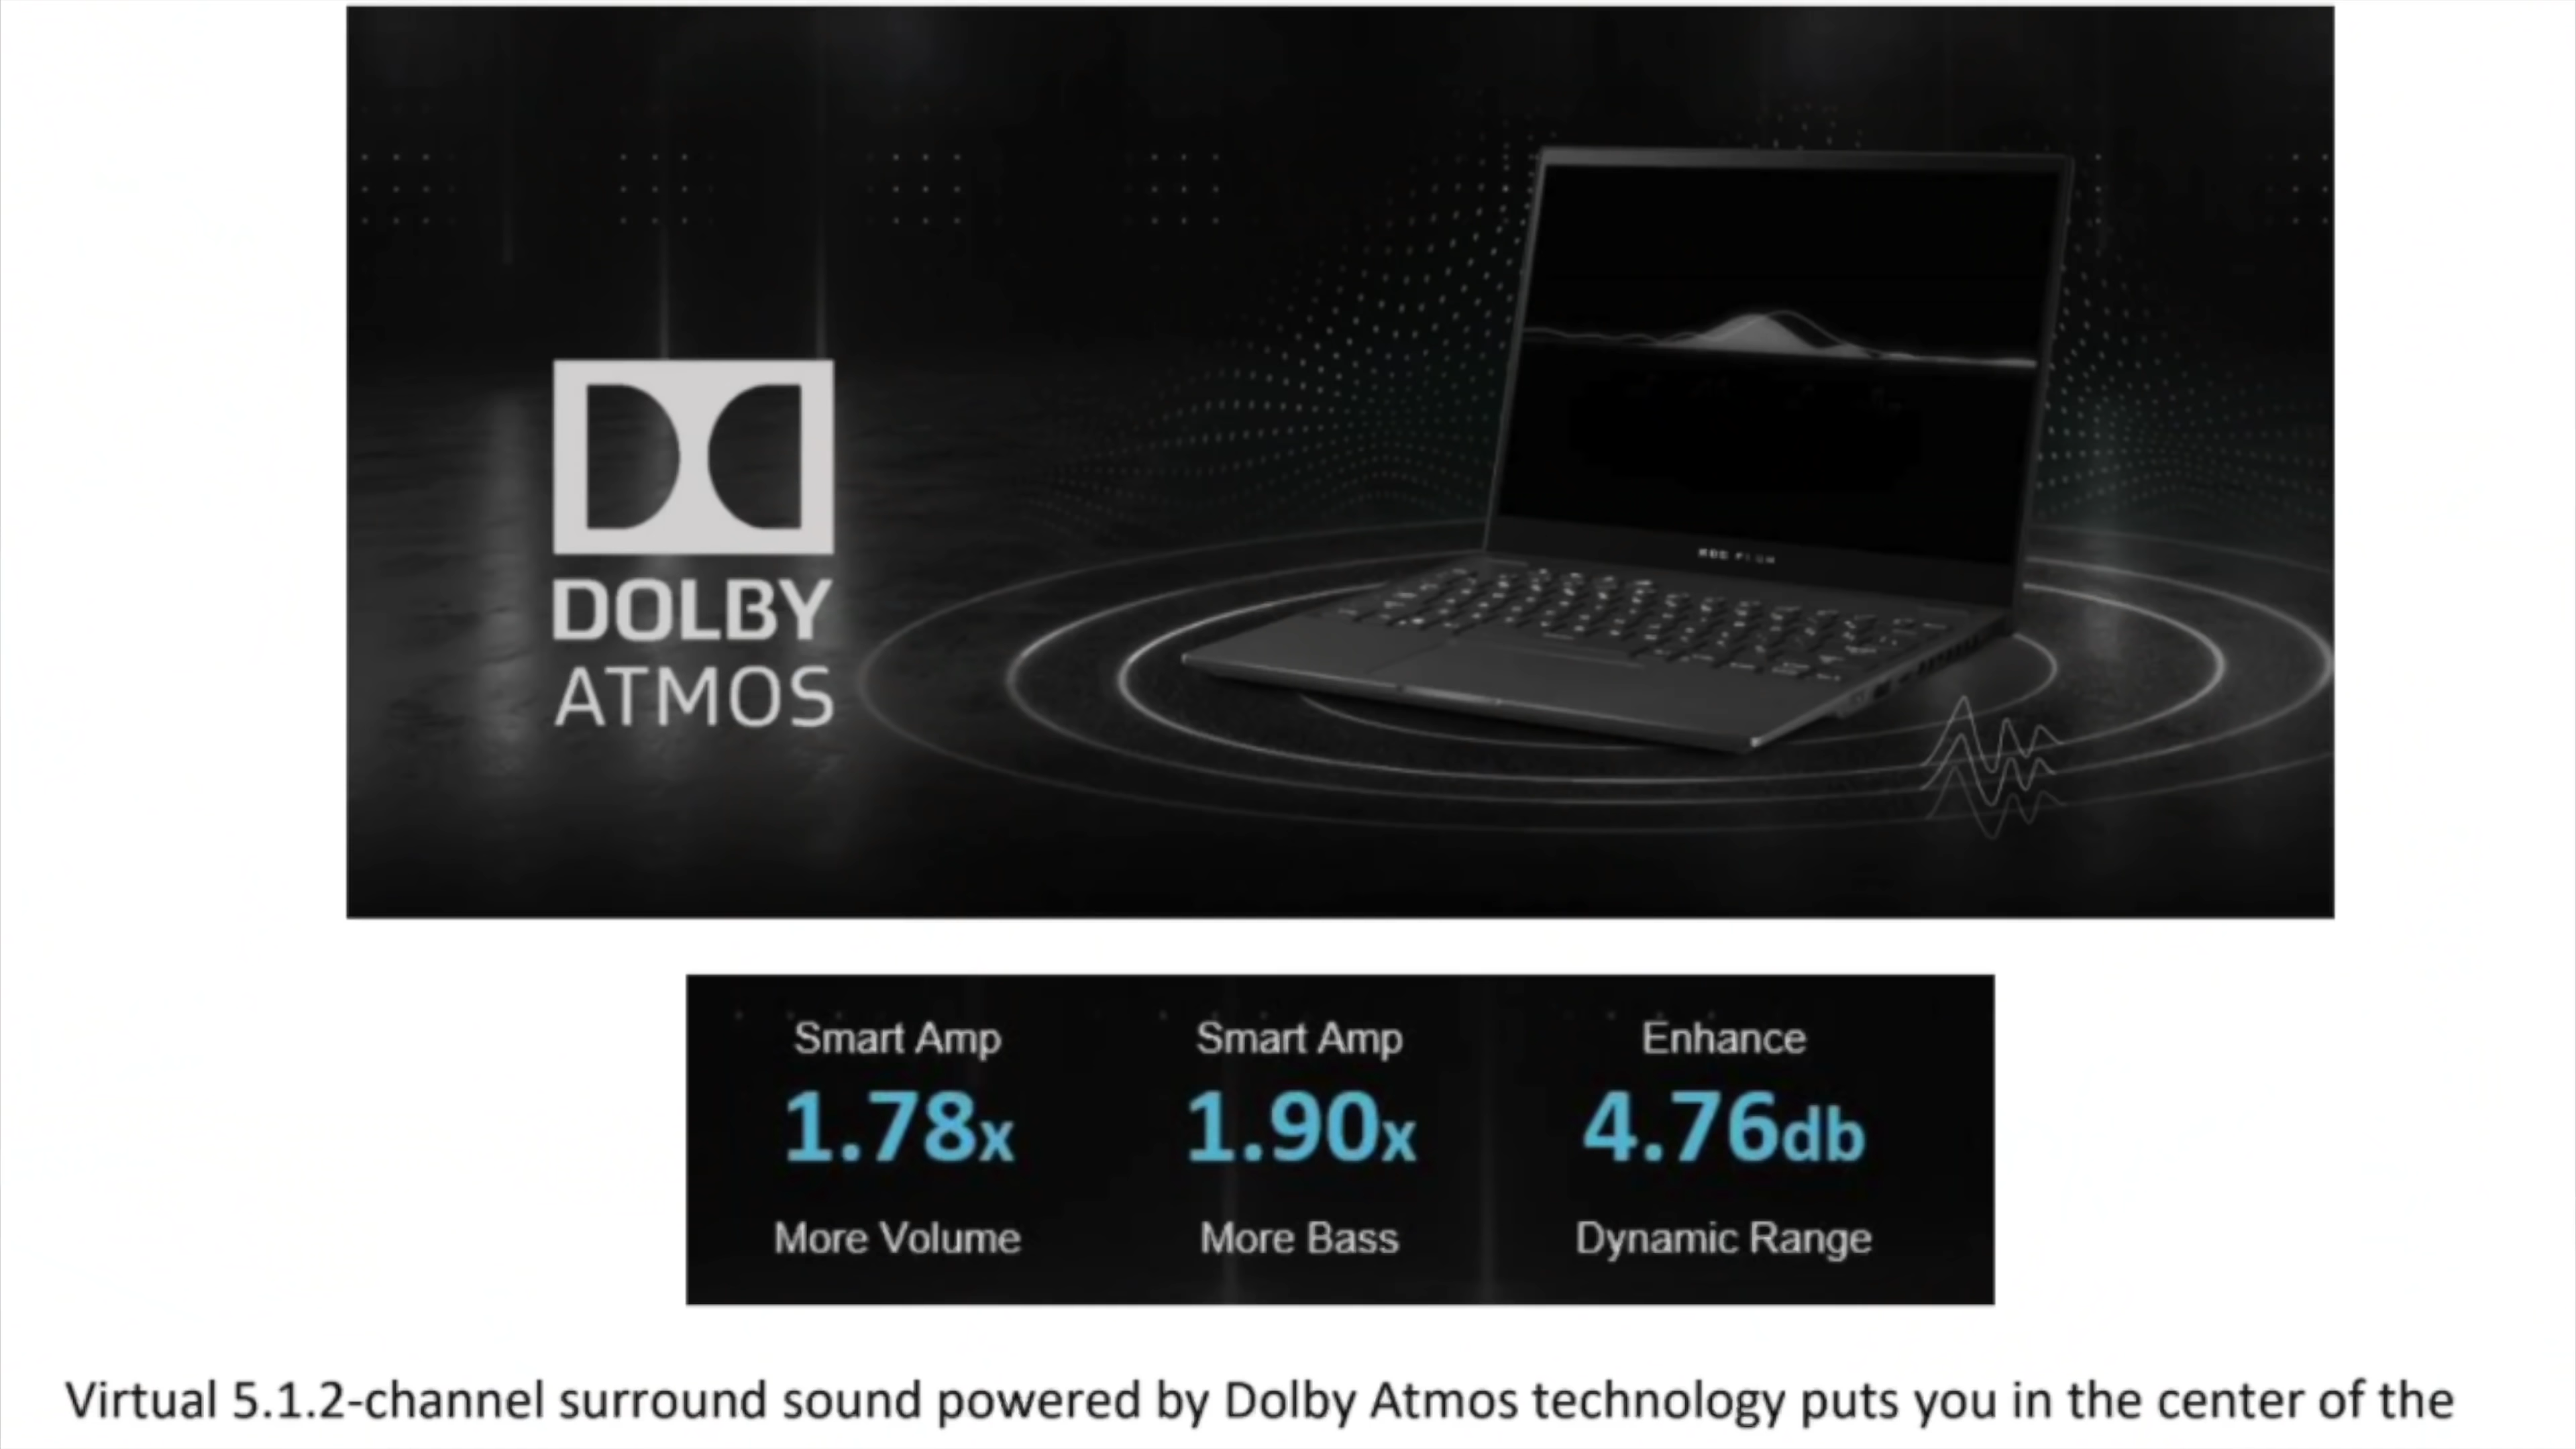 DOLBY
ATMOS
Smart Amp
1.78x
More Volume
Smart Amp
1.90x
More Bass
Enhance
4.76db
Dynamic Range
Virtual 5.1.2-channel surround sound powered by Dolby Atmos technology puts you in the center of the